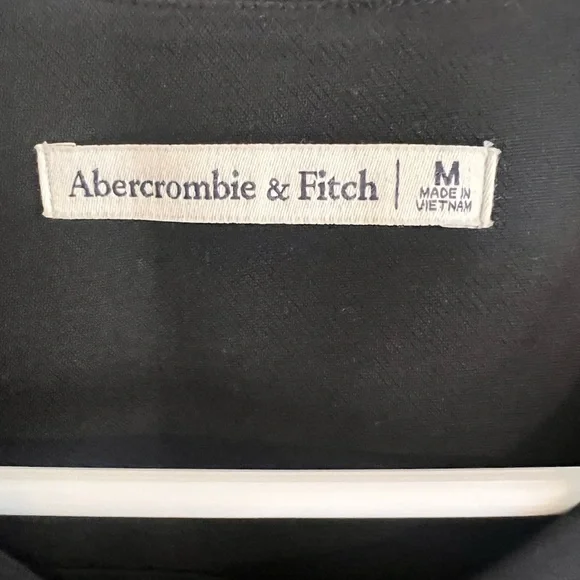 Abercrombie & Fitch | M
MADE IN
VIETNAM